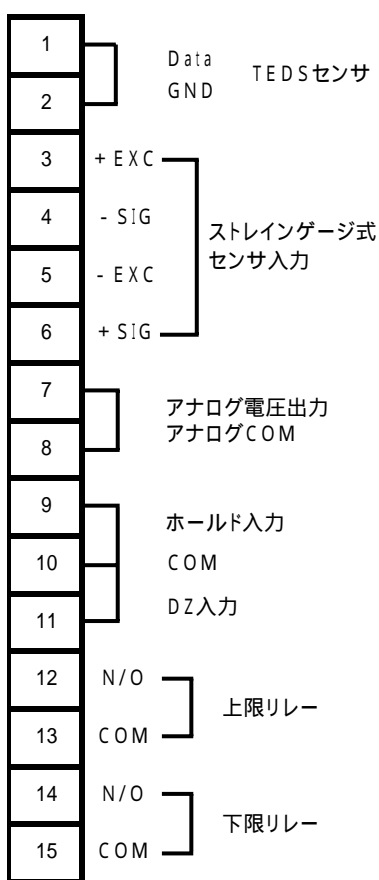 1
Data
TEDSセンサ
2
GND
3
+EXC
4
-SIG
ストレインゲージ式
センサ入力
5
-EXC
6
+SIG
7
アナログ電圧出力
8
アナログCOM
9
ホールド入力
10
COM
11
DZ入力
12
N/O
上限リレー
13
COM
14
N/O
下限リレー
15
COM